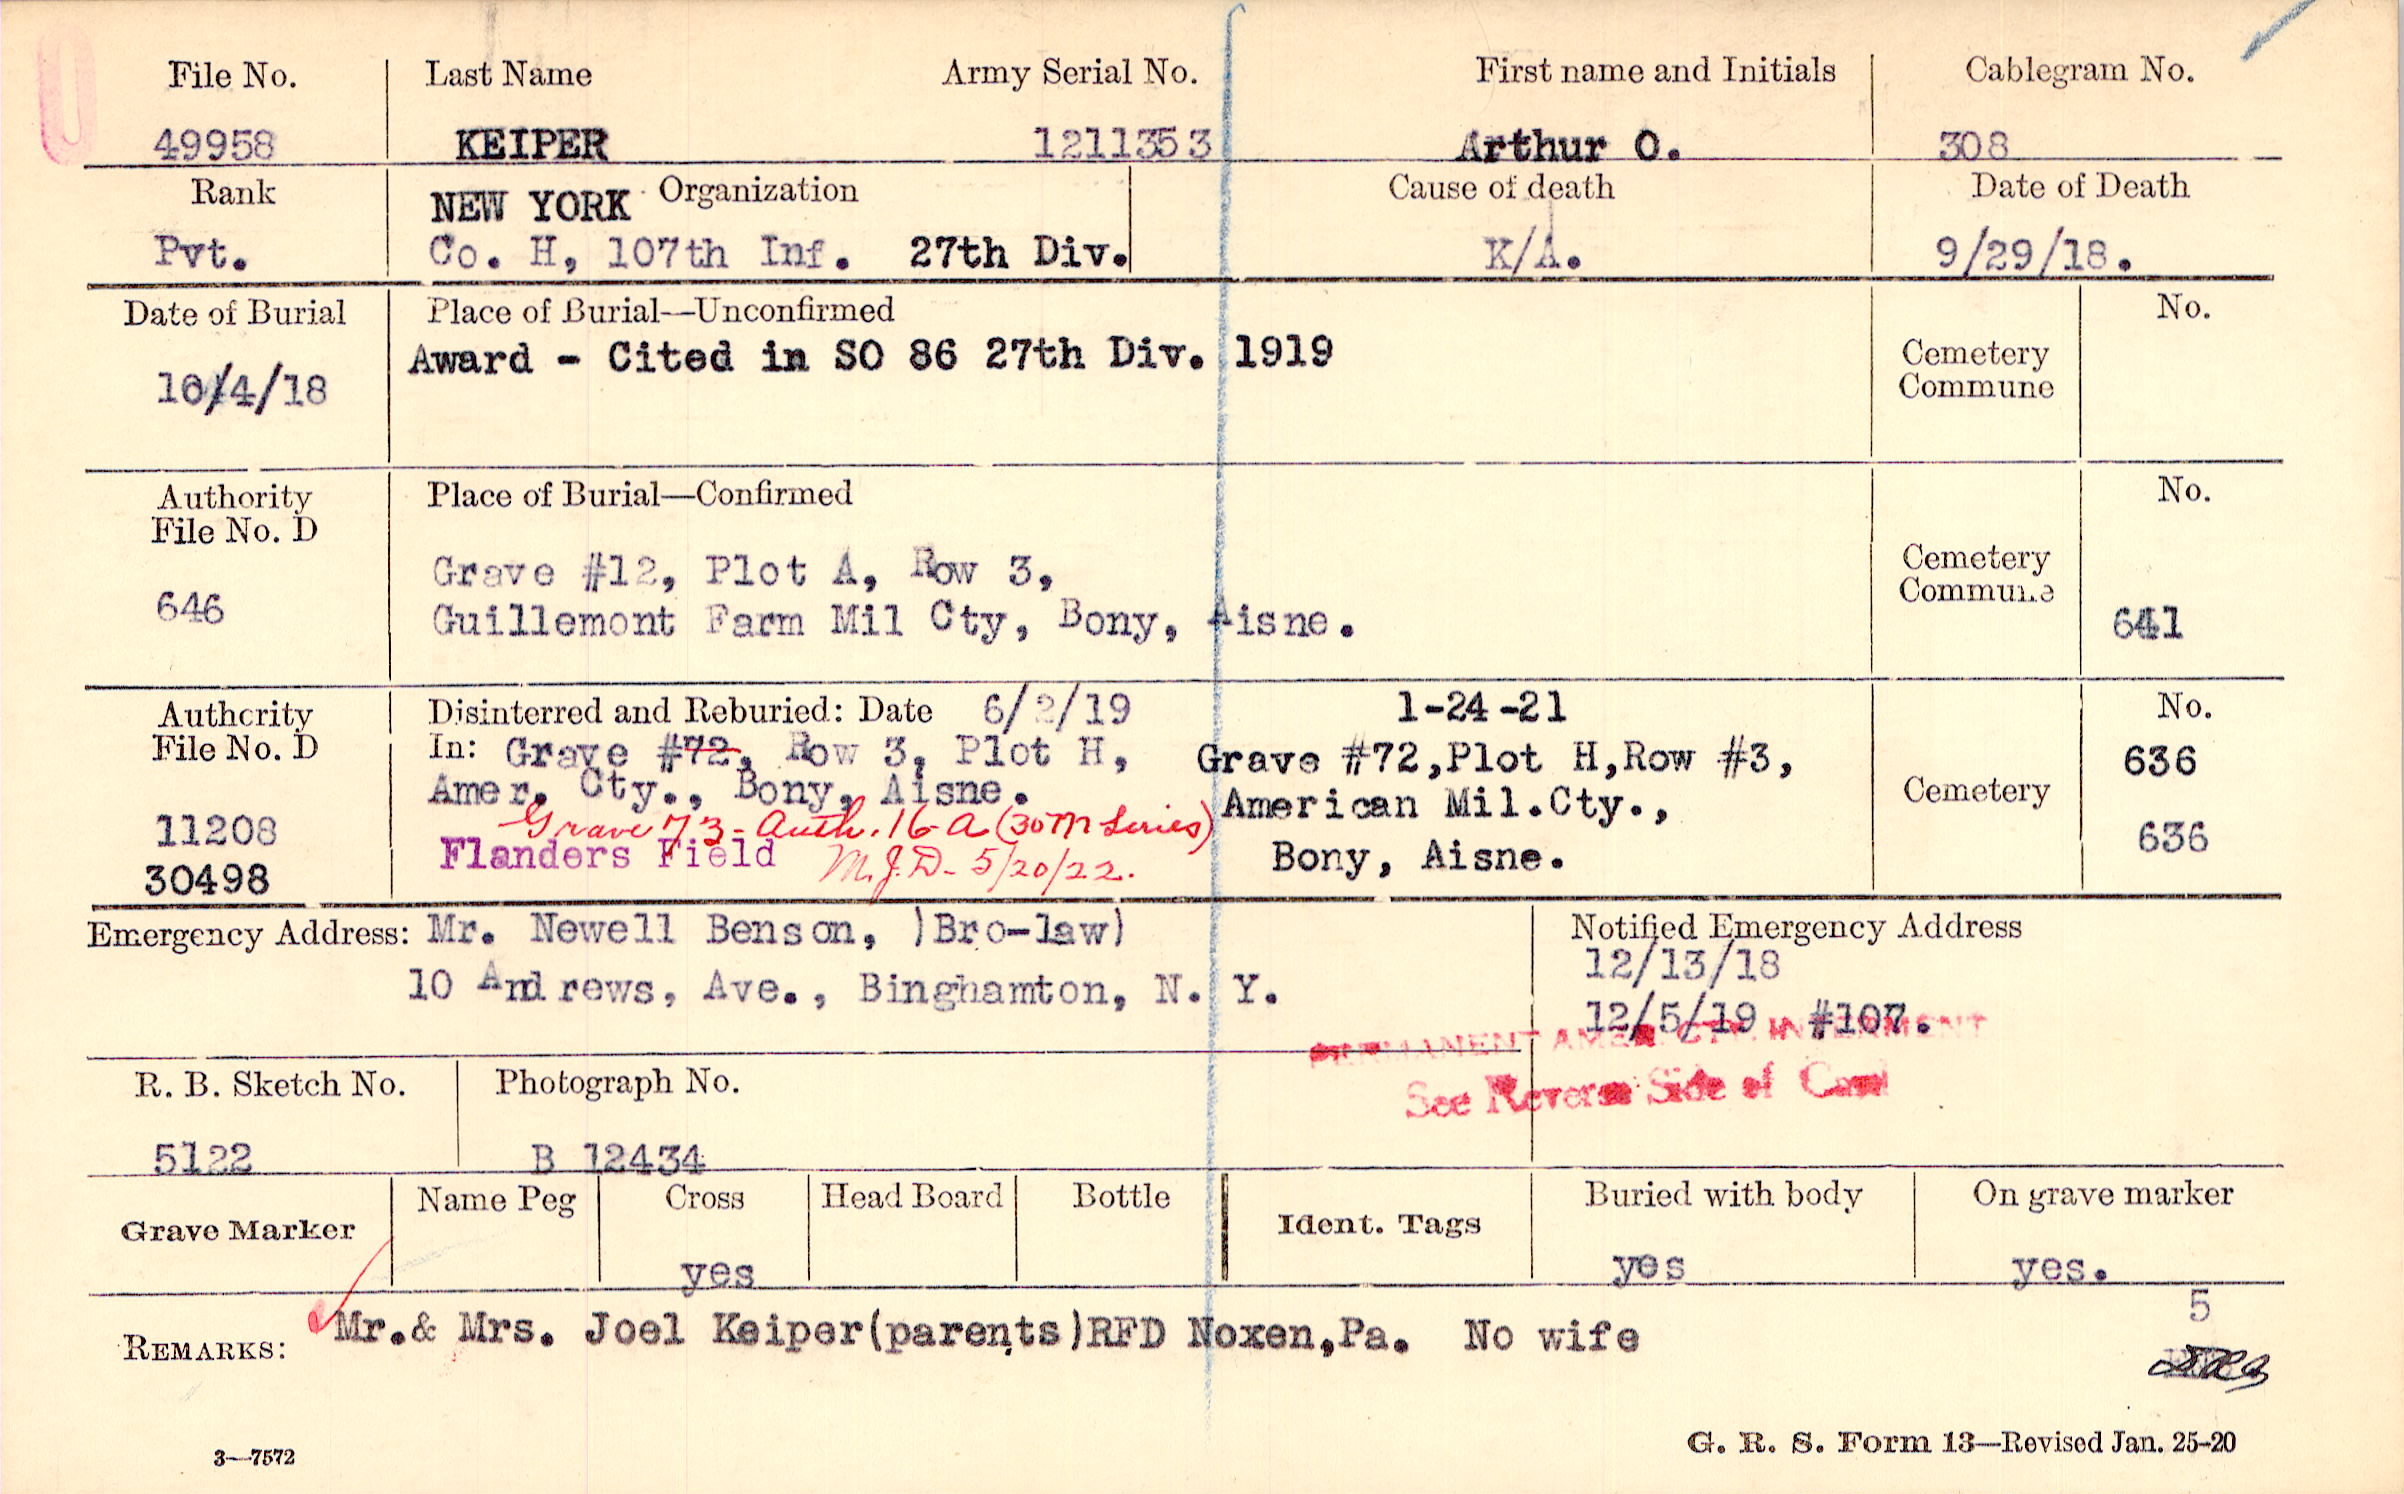 File No. Last Name Army Serial No. First name and Initials Cablegram No.
49958 KEIPER 1211353 Arthur O. 308
Rank NEW YORK Organization Cause of death Date of Death
Pvt. Co. H, 107th Inf. 27th Div. K/A. 9/29/18.
Date of Burial Place of Burial—Unconfirmed No.
Award - Cited in SO 86 27th Div. 1919
Cemetery
Commune
10/4/18
Authority Place of Burial—Confirmed No.
File No. D
Grave #12, Plot A, Row 3, Cemetery
Commune
646 Guillemont Farm Mil Cty, Bony, Aisne. 641
Authority Disinterred and Reburied: Date 6/2/19 1-24-21 No.
File No. D In: Grave #72, Row 3, Plot H, Grave #72,Plot H,Row #3, 636
Amer. Cty., Bony, Aisne. American Mil.Cty., Cemetery
11208 Grave 73- Auth. 16-A (30M Series) 636
30498 Flanders Field M.J.D- 5/20/22. Bony, Aisne.
Emergency Address: Mr. Newell Benson, )Bro-law) Notified Emergency Address
12/13/18
10 Andrews, Ave., Binghamton, N. Y.
12/5/19 #107.
PERMANENT AMER CTY. INTERMENT
See Reverse Side of Card
R. B. Sketch No. Photograph No.
5122 B 12434
Grave Marker Name Peg Cross Head Board Bottle Ident. Tags Buried with body On grave marker
yes yes yes.
5
REMARKS: Mr.& Mrs. Joel Keiper(parents)RFD Noxen,Pa. No wife
3—7572 G. R. S. Form 13—Revised Jan. 25-20